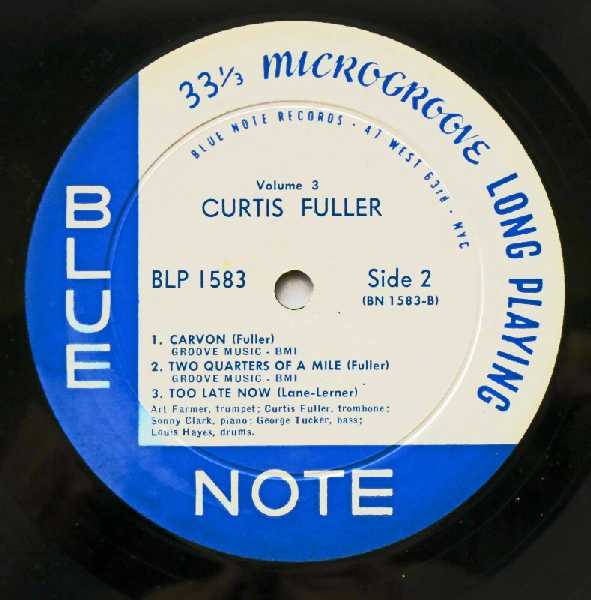 33⅓ MICROGROOVE LONG PLAYING
BLUE NOTE RECORDS · 47 WEST 63rd · NYC
Volume 3
CURTIS FULLER
BLP 1583
Side 2
(BN 1583-B)
1. CARVON (Fuller)
GROOVE MUSIC - BMI
2. TWO QUARTERS OF A MILE (Fuller)
GROOVE MUSIC - BMI
3. TOO LATE NOW (Lane-Lerner)
Art Farmer, trumpet; Curtis Fuller, trombone;
Sonny Clark, piano; George Tucker, bass;
Louis Hayes, drums.
BLUE
NOTE